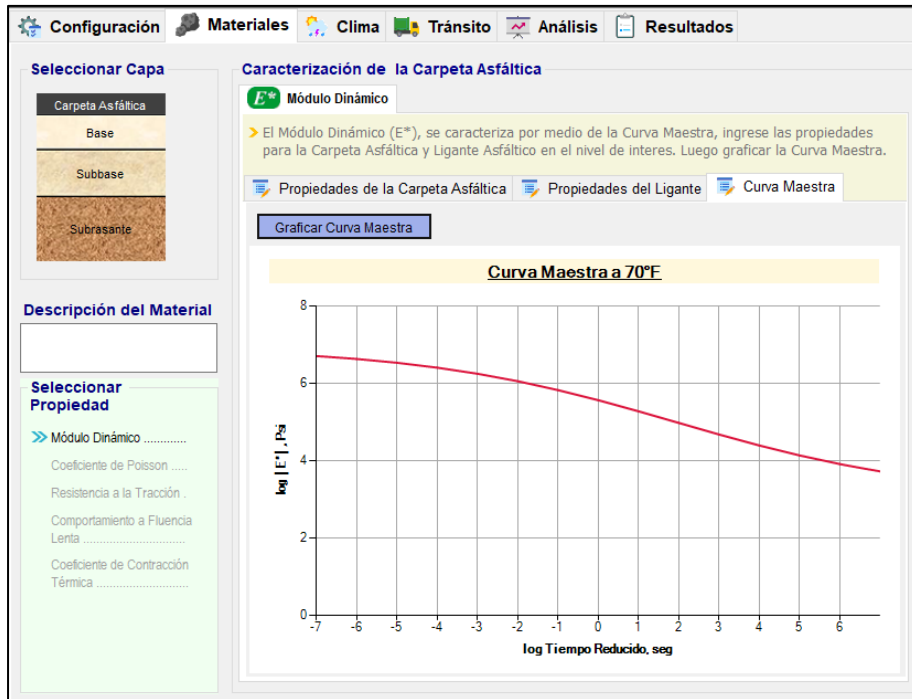 Configuración Materiales Clima Tránsito Análisis Resultados
Seleccionar Capa
Carpeta Asfáltica
Base
Subbase
Subrasante
Descripción del Material
Seleccionar
Propiedad
Módulo Dinámico ............
Coeficiente de Poisson .....
Resistencia a la Tracción .
Comportamiento a Fluencia
Lenta ............................
Coeficiente de Contracción
Térmica .........................
Caracterización de la Carpeta Asfáltica
E* Módulo Dinámico
El Módulo Dinámico (E*), se caracteriza por medio de la Curva Maestra, ingrese las propiedades
para la Carpeta Asfáltica y Ligante Asfáltico en el nivel de interes. Luego graficar la Curva Maestra.
Propiedades de la Carpeta Asfáltica Propiedades del Ligante Curva Maestra
Graficar Curva Maestra
Curva Maestra a 70°F
log | E* | , Psi
8
6
4
2
0
-7 -6 -5 -4 -3 -2 -1 0 1 2 3 4 5 6
log Tiempo Reducido, seg